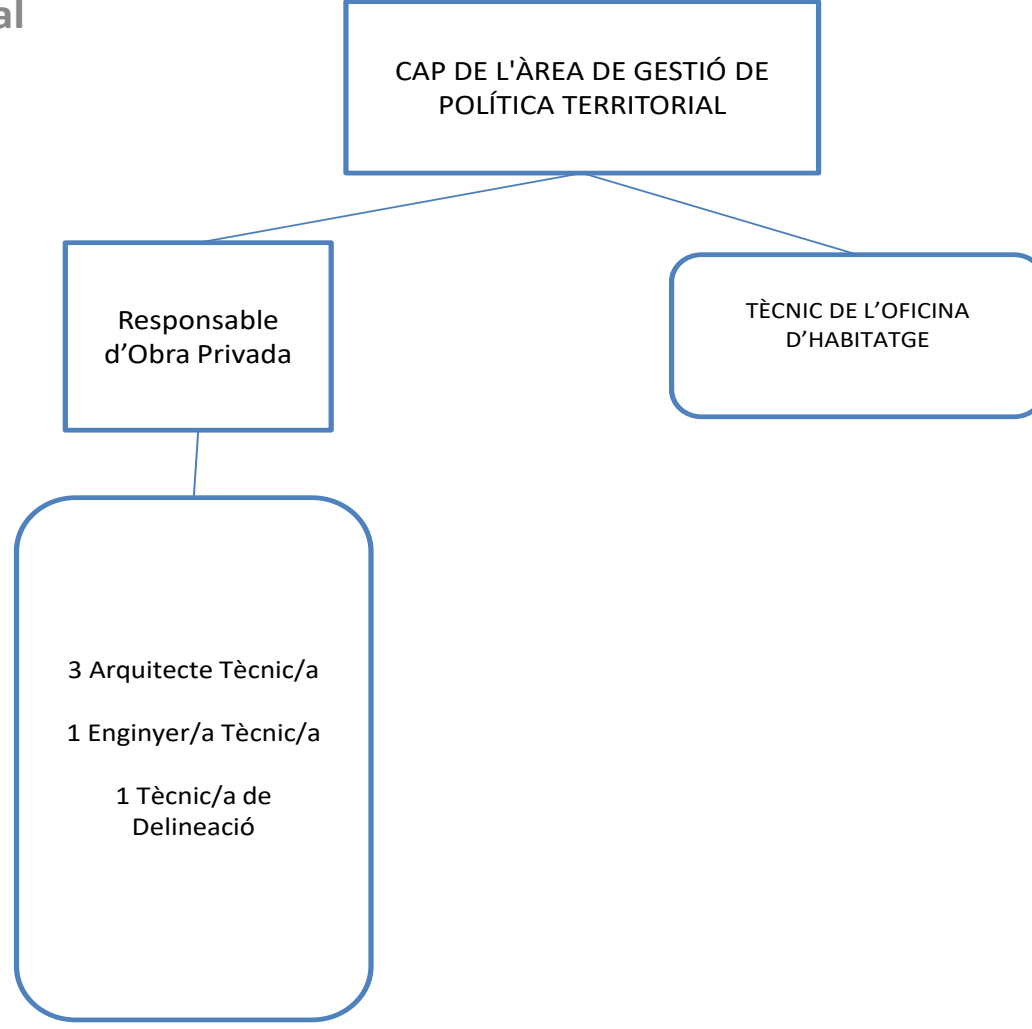 al
CAP DE L'ÀREA DE GESTIÓ DE
POLÍTICA TERRITORIAL
Responsable
d’Obra Privada
TÈCNIC DE L’OFICINA
D’HABITATGE
3 Arquitecte Tècnic/a
1 Enginyer/a Tècnic/a
1 Tècnic/a de
Delineació